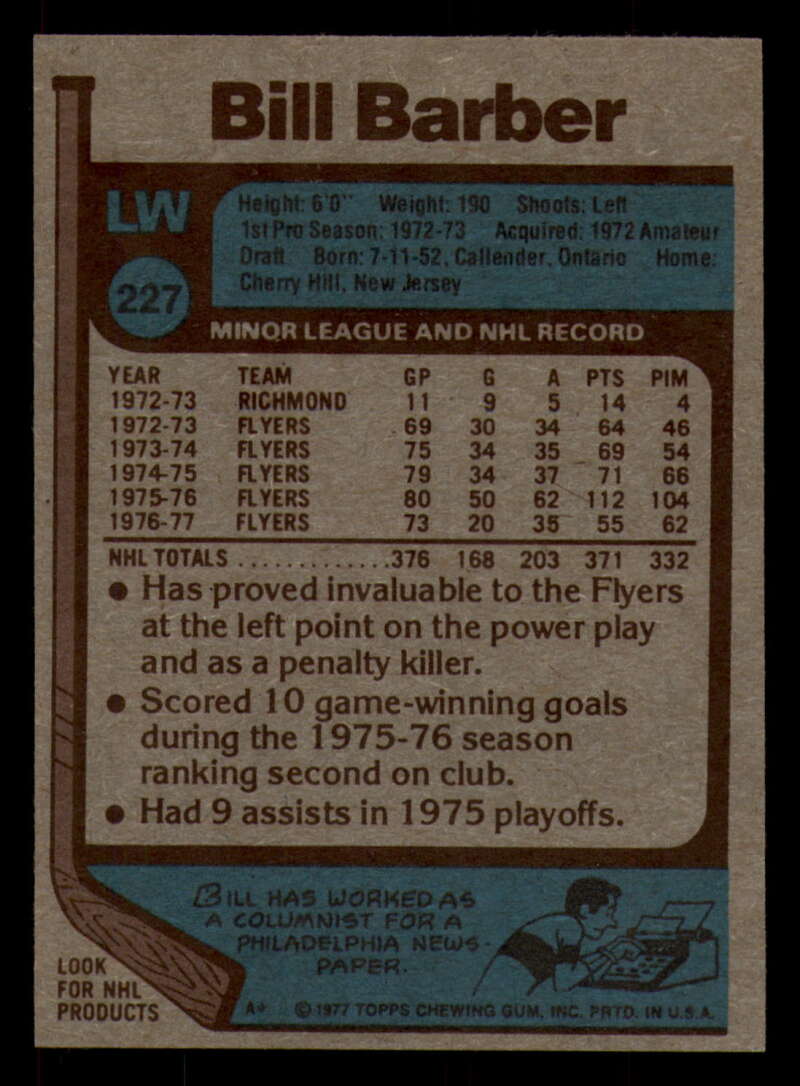 Bill Barber
LW
227
Height: 6'0" Weight: 190 Shoots: Left
1st Pro Season: 1972-73 Acquired: 1972 Amateur
Draft Born: 7-11-52, Callender, Ontario Home:
Cherry Hill, New Jersey
MINOR LEAGUE AND NHL RECORD
YEAR TEAM GP G A PTS PIM
1972-73 RICHMOND 11 9 5 14 4
1972-73 FLYERS 69 30 34 64 46
1973-74 FLYERS 75 34 35 69 54
1974-75 FLYERS 79 34 37 71 66
1975-76 FLYERS 80 50 62 112 104
1976-77 FLYERS 73 20 35 55 62
NHL TOTALS ..............376 168 203 371 332
● Has proved invaluable to the Flyers
at the left point on the power play
and as a penalty killer.
● Scored 10 game-winning goals
during the 1975-76 season
ranking second on club.
● Had 9 assists in 1975 playoffs.
BILL HAS WORKED AS
A COLUMNIST FOR A
PHILADELPHIA NEWS-
PAPER.
LOOK
FOR NHL
PRODUCTS
A* © 1977 TOPPS CHEWING GUM, INC. PRTD. IN U.S.A.